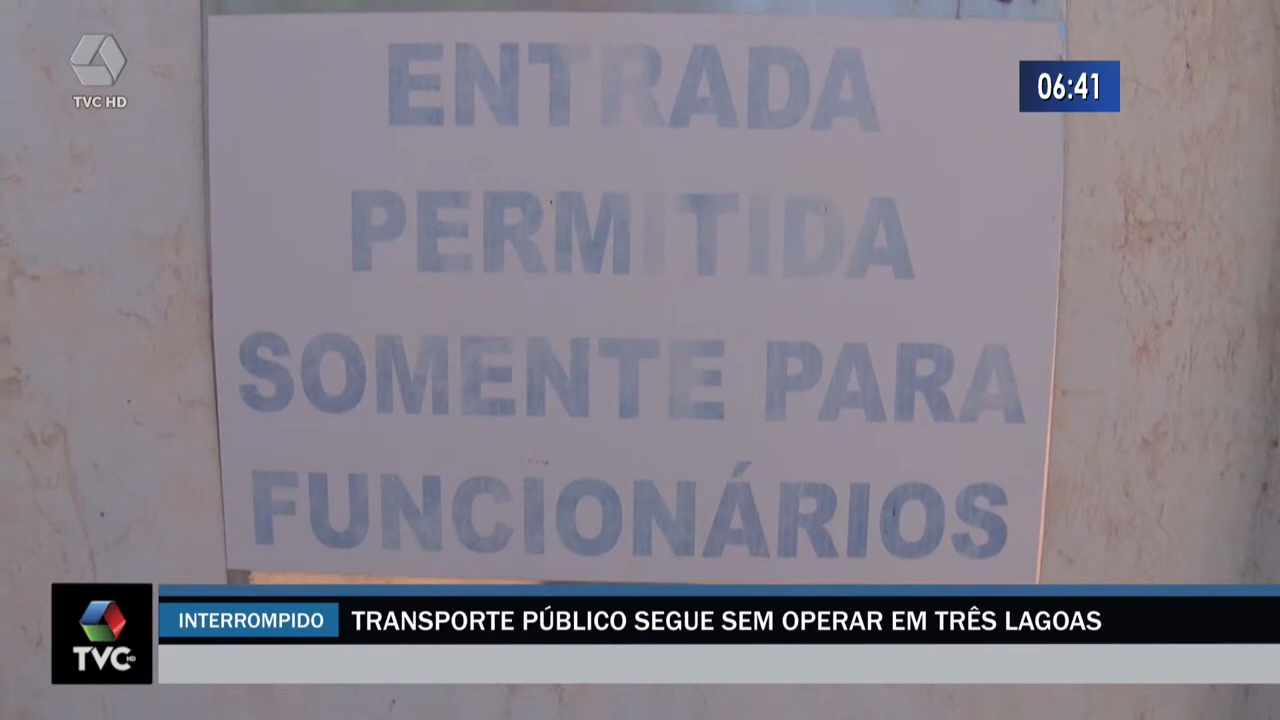 TVC HD
06:41
ENTRADA
PERMITIDA
SOMENTE PARA
FUNCIONÁRIOS
INTERROMPIDO
TRANSPORTE PÚBLICO SEGUE SEM OPERAR EM TRÊS LAGOAS
TVC HD